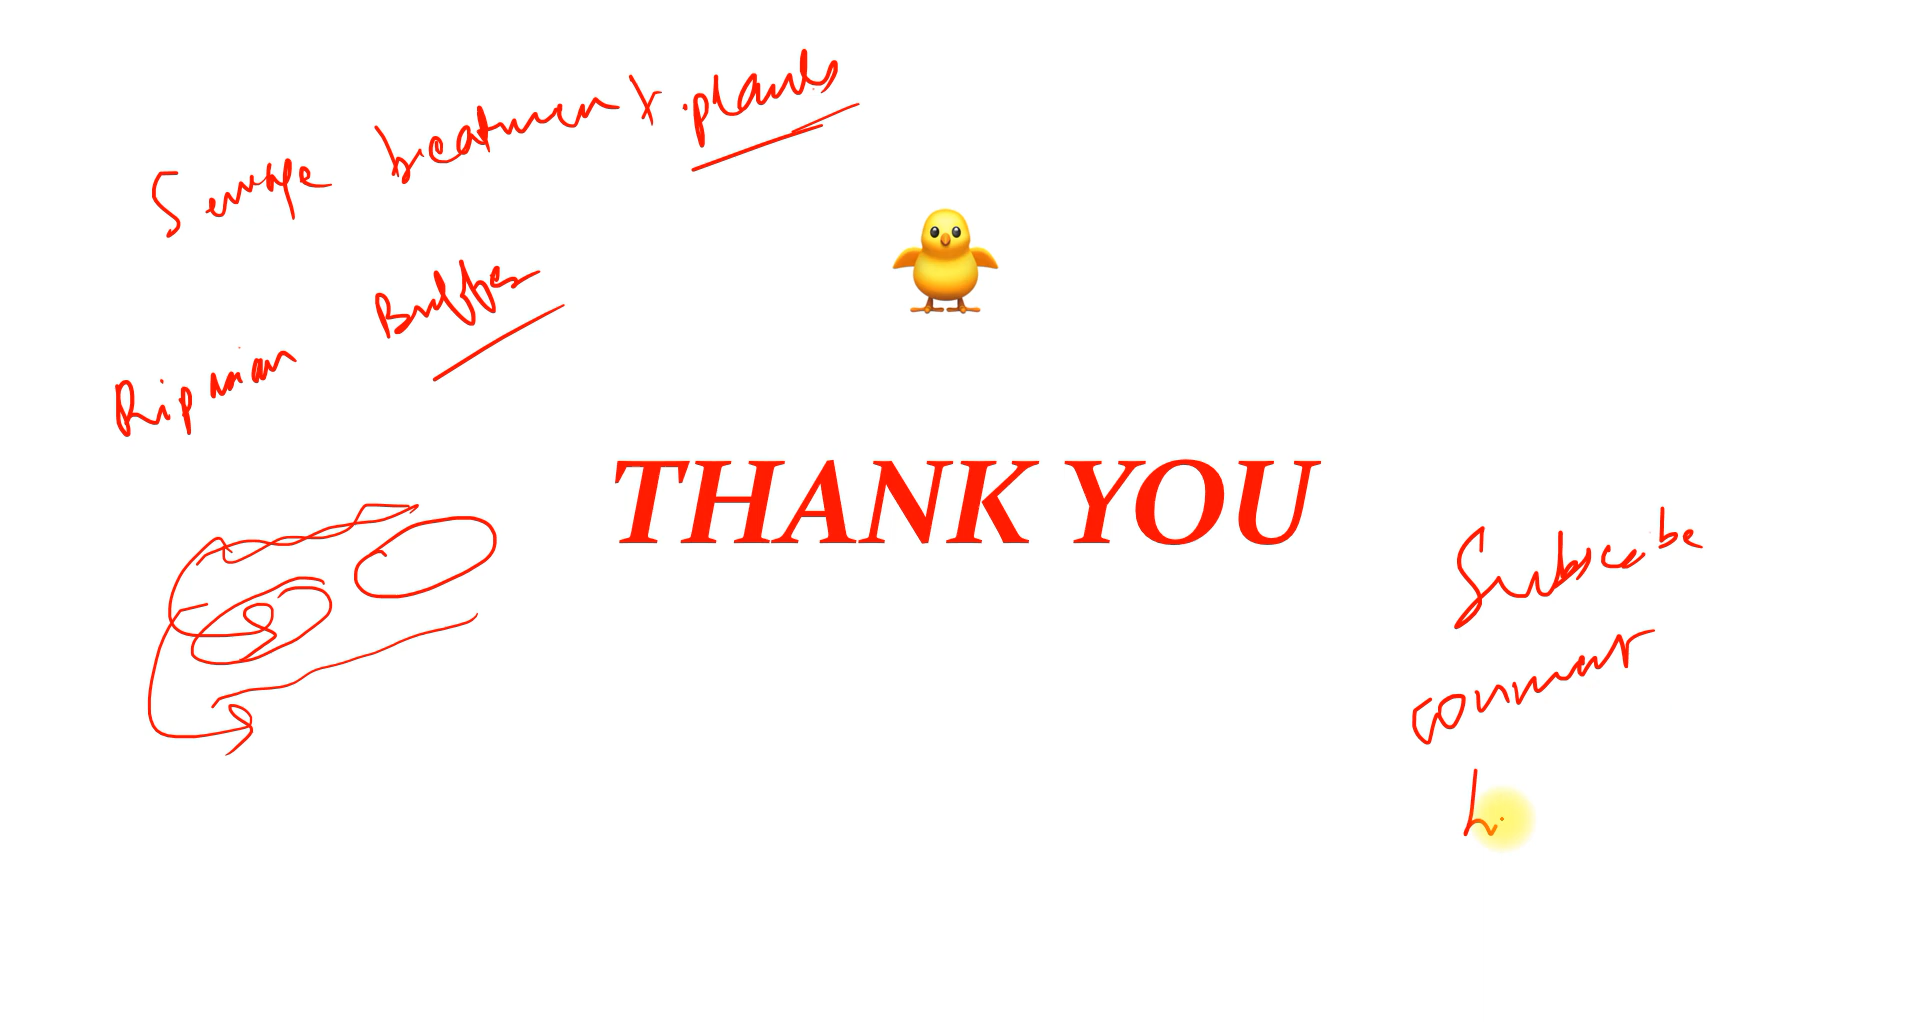 Sewage treatment plants
Riparian Buffer
THANK YOU
Subscribe
comment